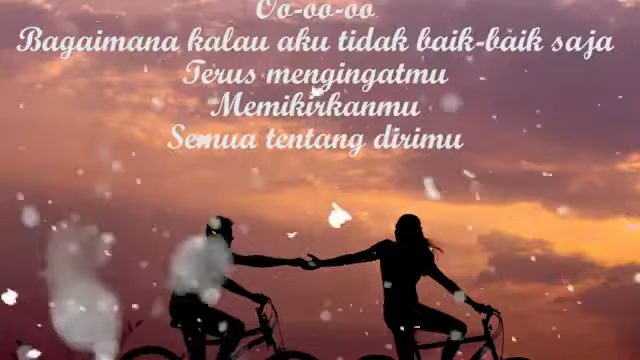 Oo-oo-oo
Bagaimana kalau aku tidak baik-baik saja
Terus mengingatmu
Memikirkanmu
Semua tentang dirimu